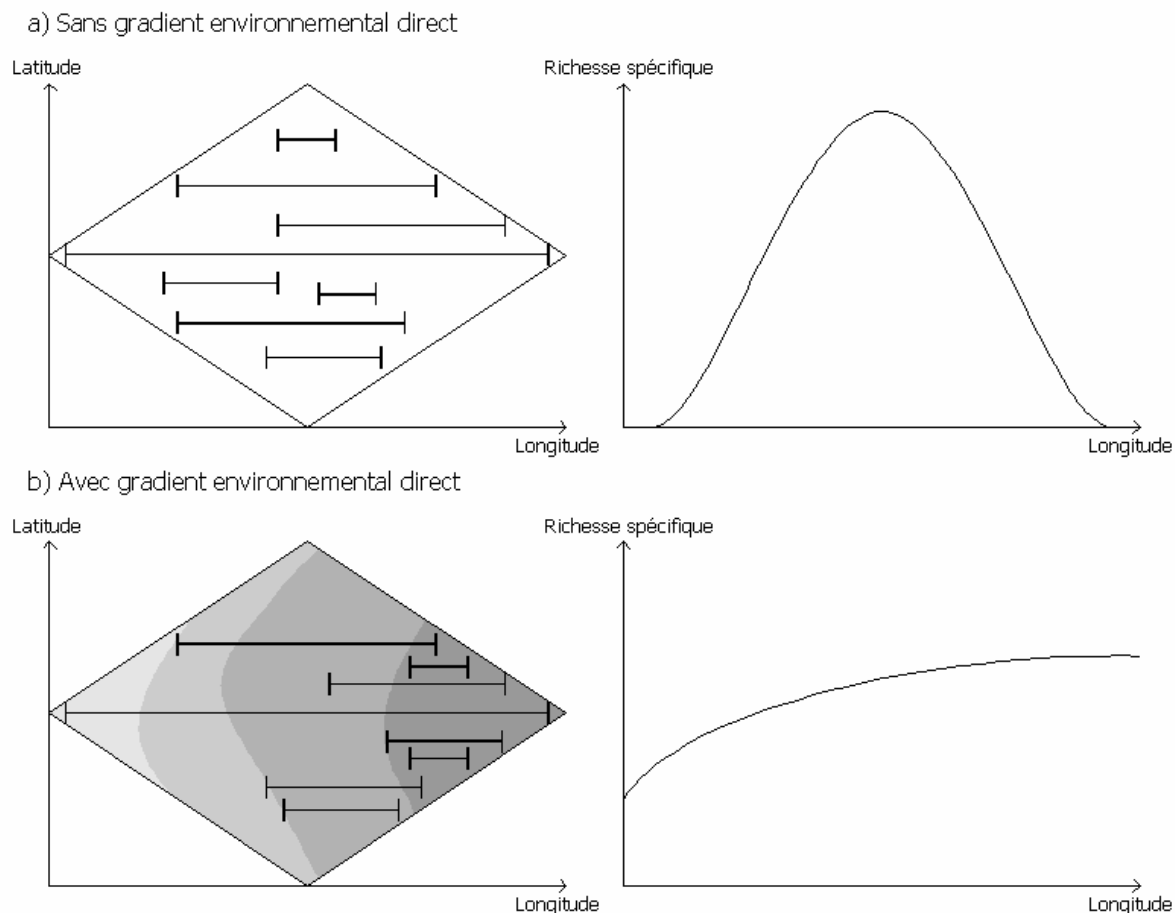 a) Sans gradient environnemental direct
Latitude
Richesse spécifique
Longitude
Longitude
b) Avec gradient environnemental direct
Latitude
Richesse spécifique
Longitude
Longitude